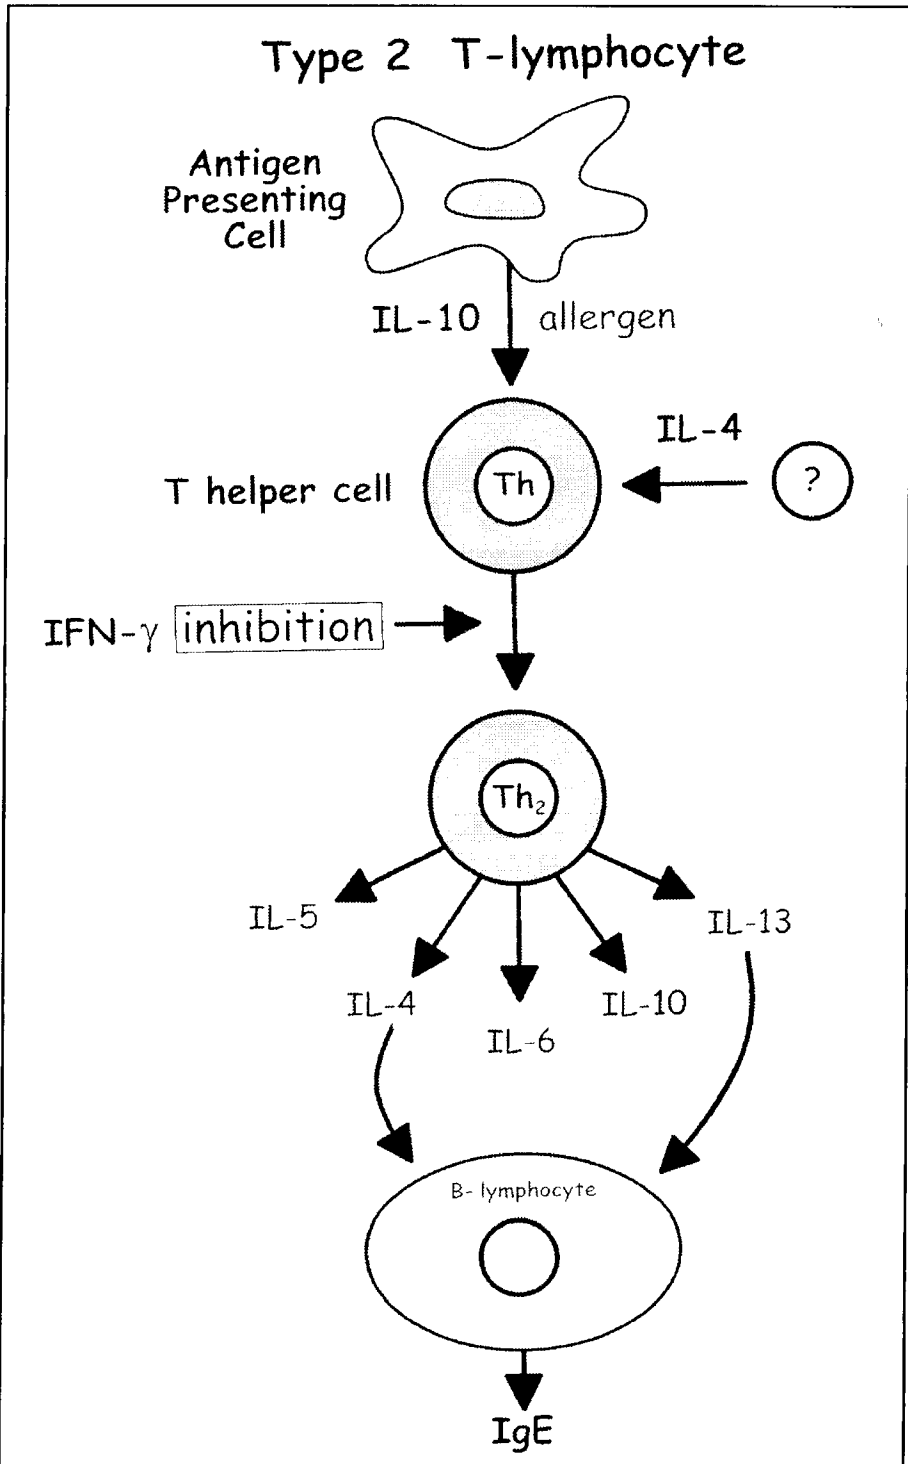 Type 2 T-lymphocyte
Antigen
Presenting
Cell
IL-10 allergen
IL-4
T helper cell
Th
?
IFN-γ inhibition
Th₂
IL-5
IL-13
IL-4
IL-10
IL-6
B- lymphocyte
IgE